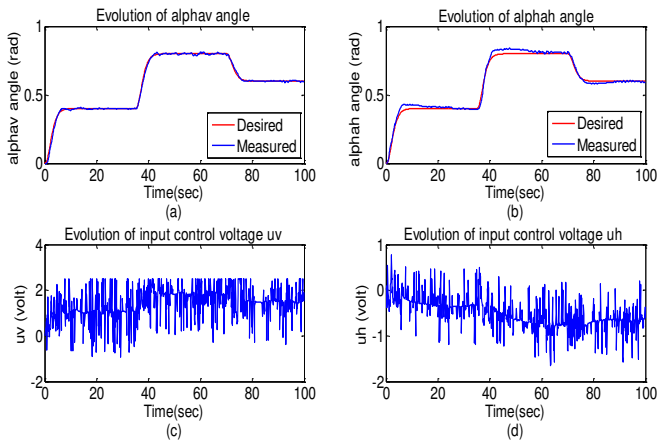 Evolution of alphav angle
1
0.5
0
alphav angle (rad)
Desired
Measured
0 20 40 60 80 100
Time(sec)
(a)
Evolution of alphah angle
1
0.5
0
alphah angle (rad)
Desired
Measured
0 20 40 60 80 100
Time(sec)
(b)
Evolution of input control voltage uv
4
2
0
-2
uv (volt)
0 20 40 60 80 100
Time(sec)
(c)
Evolution of input control voltage uh
1
0
-1
-2
uh (volt)
0 20 40 60 80 100
Time(sec)
(d)